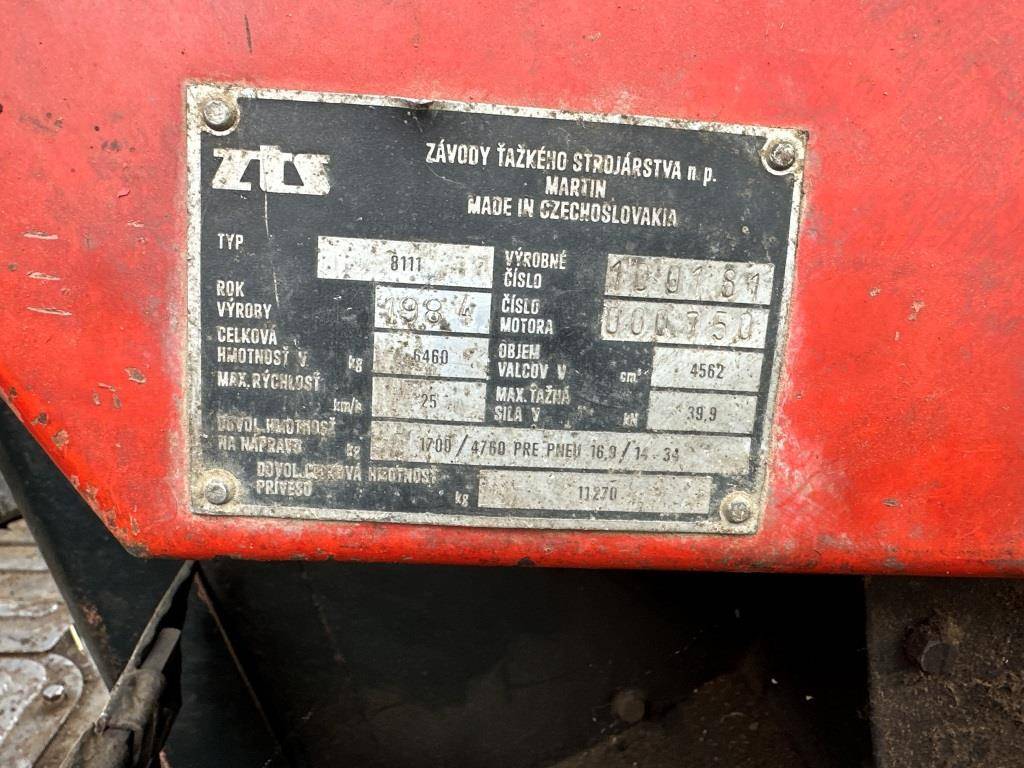 zts
ZÁVODY ŤAŽKÉHO STROJÁRSTVA n.p.
MARTIN
MADE IN CZECHOSLOVAKIA
TYP 8111
VÝROBNÉ ČÍSLO 100181
ROK VÝROBY 1984
ČÍSLO MOTORA 000750
CELKOVÁ HMOTNOSŤ V kg 6460
OBJEM VALCOV V cm³ 4562
MAX. RÝCHLOSŤ km/h 25
MAX. ŤAŽNÁ SILA V kN 39,9
DOVOL. HMOTNOSŤ NA NÁPRAVU kg 1700/4760 PRE PNEU 16,9/14-34
DOVOL. CELKOVÁ HMOTNOSŤ PRÍVESU kg 11270